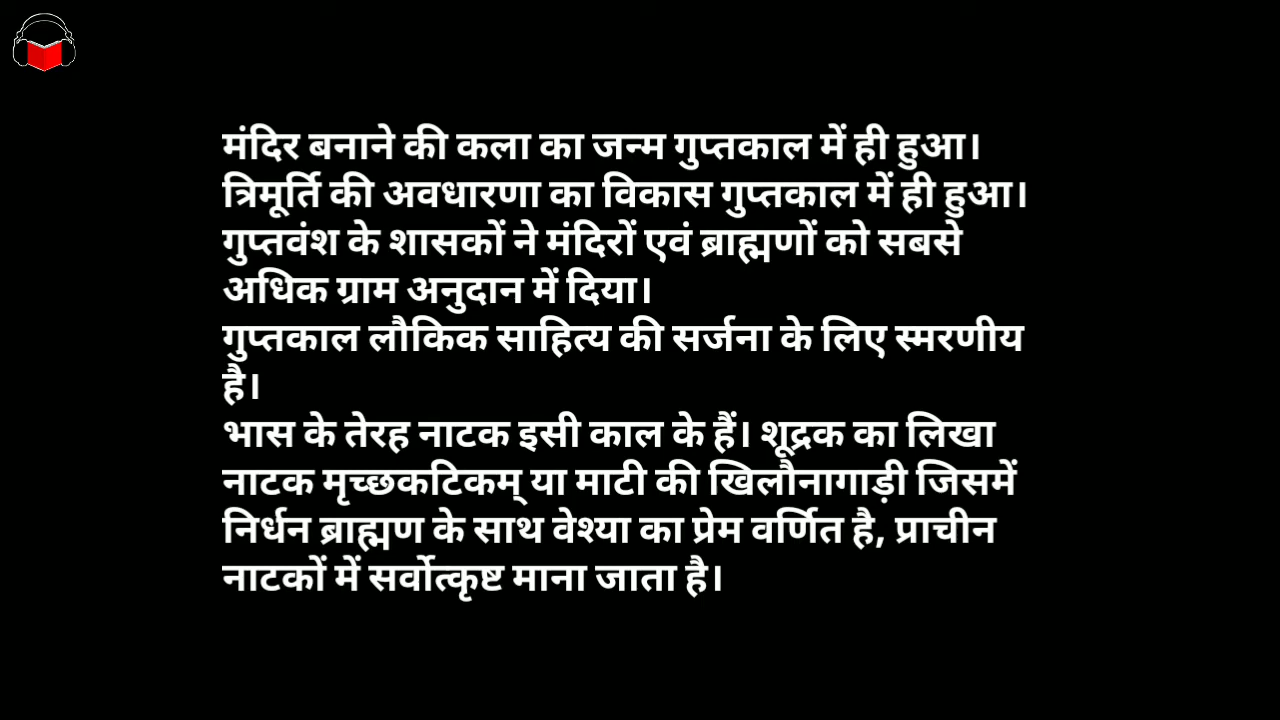 मंदिर बनाने की कला का जन्म गुप्तकाल में ही हुआ।
त्रिमूर्ति की अवधारणा का विकास गुप्तकाल में ही हुआ।
गुप्तवंश के शासकों ने मंदिरों एवं ब्राह्मणों को सबसे
अधिक ग्राम अनुदान में दिया।
गुप्तकाल लौकिक साहित्य की सर्जना के लिए स्मरणीय
है।
भास के तेरह नाटक इसी काल के हैं। शूद्रक का लिखा
नाटक मृच्छकटिकम् या माटी की खिलौनागाड़ी जिसमें
निर्धन ब्राह्मण के साथ वेश्या का प्रेम वर्णित है, प्राचीन
नाटकों में सर्वोत्कृष्ट माना जाता है।